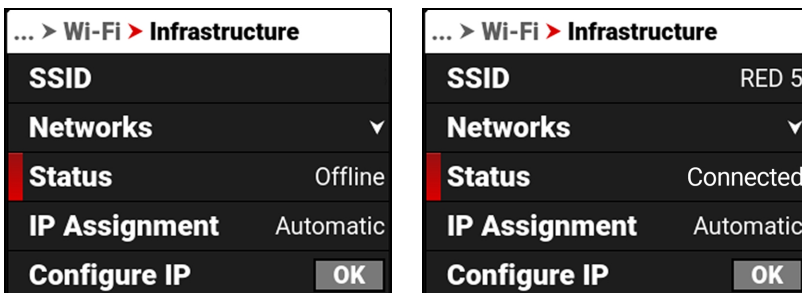 ... > Wi-Fi > Infrastructure
SSID
Networks
Status Offline
IP Assignment Automatic
Configure IP OK
... > Wi-Fi > Infrastructure
SSID RED 5
Networks
Status Connected
IP Assignment Automatic
Configure IP OK